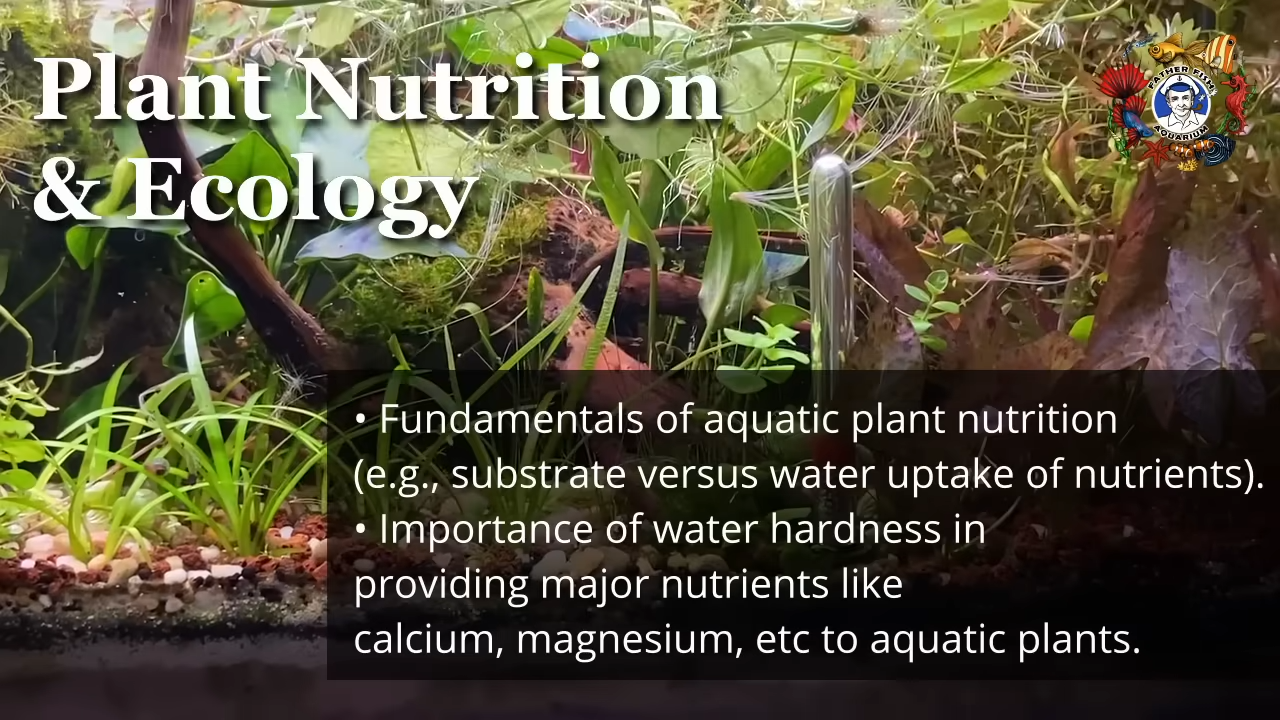 Plant Nutrition
& Ecology
FATHER FISH
AQUARIUM
• Fundamentals of aquatic plant nutrition
(e.g., substrate versus water uptake of nutrients).
• Importance of water hardness in
providing major nutrients like
calcium, magnesium, etc to aquatic plants.